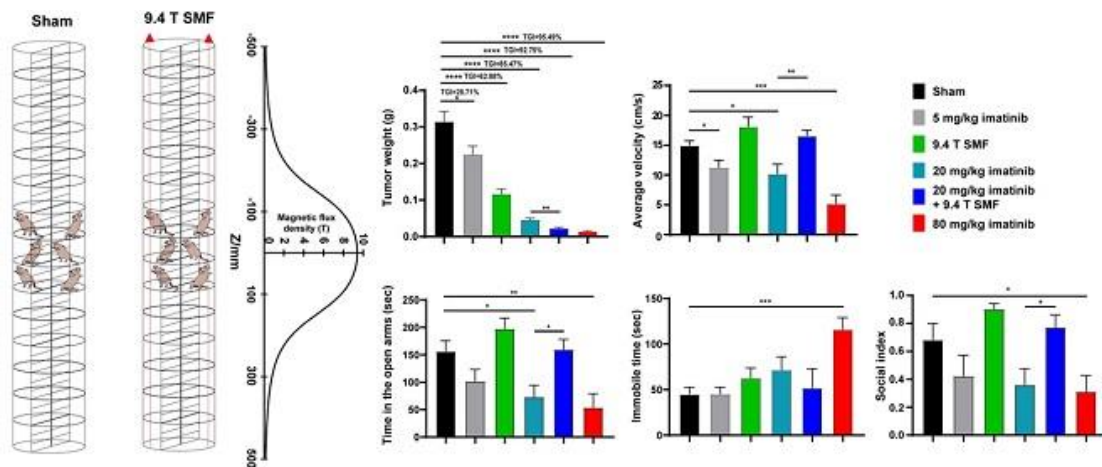 Sham
9.4 T SMF
-500
-300
-100
100
300
500
Z/mm
Magnetic flux
density (T)
0 2 4 6 8 10
**** TGI=95.49%
**** TGI=92.78%
**** TGI=85.47%
**** TGI=62.88%
TGI=28.71%
*
**
Tumor weight (g)
0.4
0.3
0.2
0.1
0.0
***
**
*
*
Average velocity (cm/s)
25
20
15
10
5
0
Sham
5 mg/kg imatinib
9.4 T SMF
20 mg/kg imatinib
20 mg/kg imatinib
+ 9.4 T SMF
80 mg/kg imatinib
**
*
*
Time in the open arms (sec)
250
200
150
100
50
0
***
Immobile time (sec)
150
100
50
0
*
*
Social index
1.0
0.8
0.6
0.4
0.2
0.0